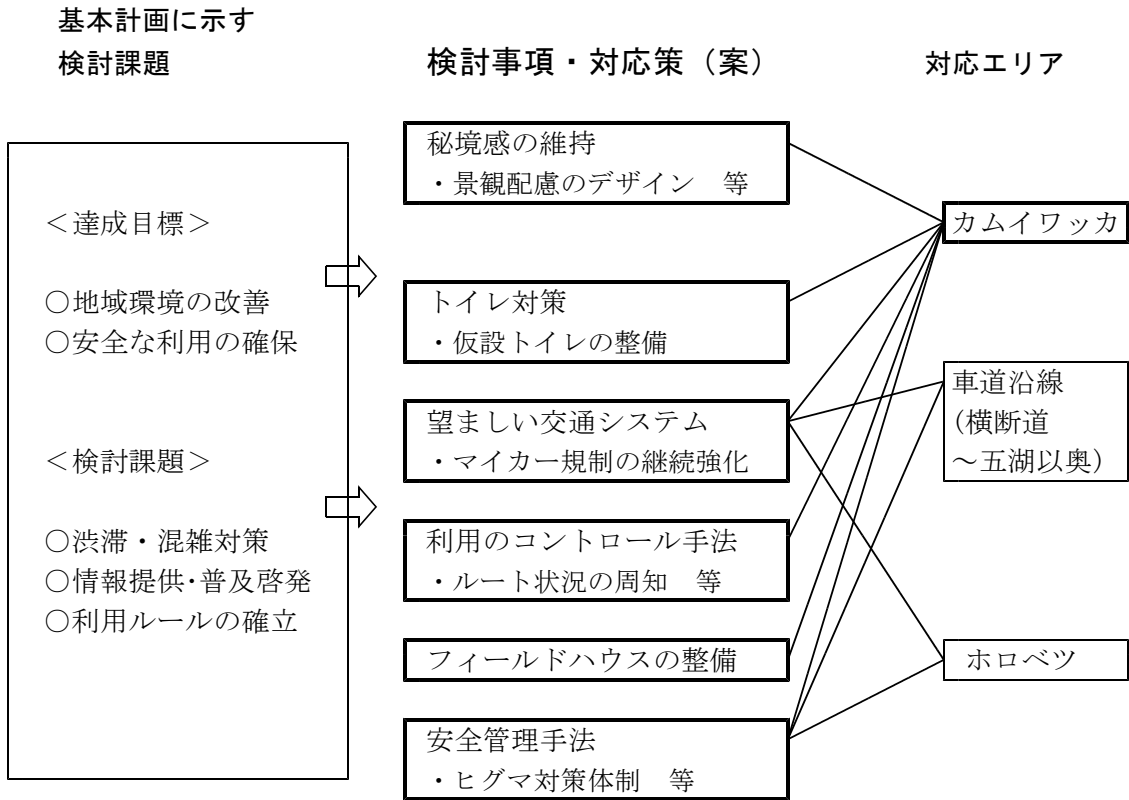 基本計画に示す
検討課題
検討事項・対応策（案）
対応エリア
＜達成目標＞
○地域環境の改善
○安全な利用の確保
＜検討課題＞
○渋滞・混雑対策
○情報提供･普及啓発
○利用ルールの確立
秘境感の維持
・景観配慮のデザイン　等
トイレ対策
・仮設トイレの整備
望ましい交通システム
・マイカー規制の継続強化
利用のコントロール手法
・ルート状況の周知　等
フィールドハウスの整備
安全管理手法
・ヒグマ対策体制　等
カムイワッカ
車道沿線
(横断道
～五湖以奥)
ホロベツ